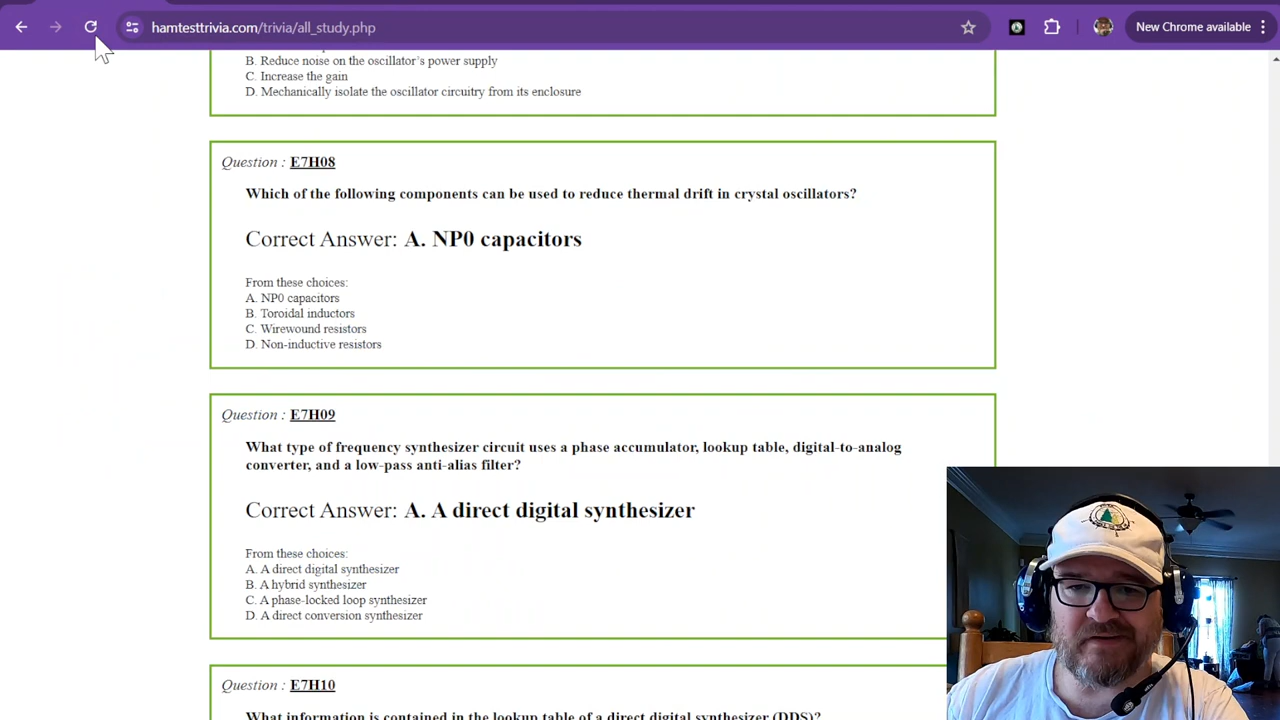 hamtesttrivia.com/trivia/all_study.php
New Chrome available
B. Reduce noise on the oscillator's power supply
C. Increase the gain
D. Mechanically isolate the oscillator circuitry from its enclosure
Question : E7H08
Which of the following components can be used to reduce thermal drift in crystal oscillators?
Correct Answer: A. NP0 capacitors
From these choices:
A. NP0 capacitors
B. Toroidal inductors
C. Wirewound resistors
D. Non-inductive resistors
Question : E7H09
What type of frequency synthesizer circuit uses a phase accumulator, lookup table, digital-to-analog
converter, and a low-pass anti-alias filter?
Correct Answer: A. A direct digital synthesizer
From these choices:
A. A direct digital synthesizer
B. A hybrid synthesizer
C. A phase-locked loop synthesizer
D. A direct conversion synthesizer
Question : E7H10
What information is contained in the lookup table of a direct digital synthesizer (DDS)?